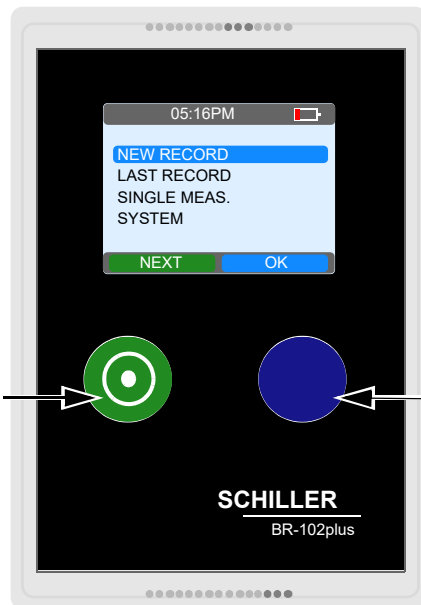 05:16PM
NEW RECORD
LAST RECORD
SINGLE MEAS.
SYSTEM
NEXT OK
SCHILLER
BR-102plus